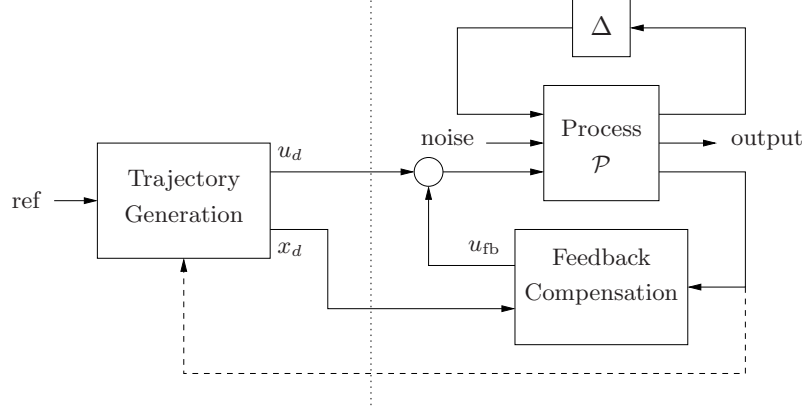 Δ
noise
Process
P
output
u_d
Trajectory
Generation
ref
x_d
u_fb
Feedback
Compensation